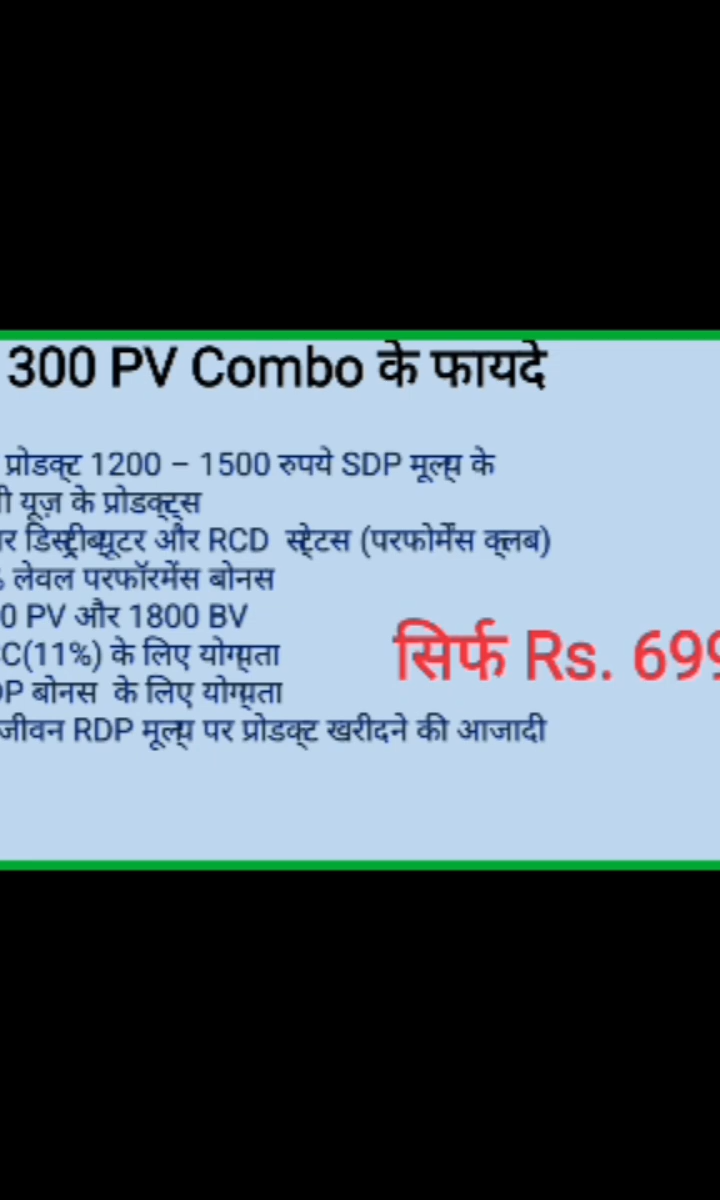 300 PV Combo के फायदे
प्रोडक्ट 1200 – 1500 रुपये SDP मूल्य के
यूज़ के प्रोडक्ट्स
डिस्ट्रीब्यूटर और RCD स्टेटस (परफोर्मेंस क्लब)
लेवल परफॉरमेंस बोनस
0 PV और 1800 BV
C(11%) के लिए योग्यता
सिर्फ Rs. 699
P बोनस के लिए योग्यता
जीवन RDP मूल्य पर प्रोडक्ट खरीदने की आजादी